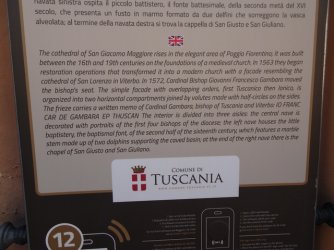 navata sinistra ospita il piccolo battistero, il fonte battesimale, della seconda metà del XVI
secolo, che presenta un fusto in marmo formato da due delfini che sorreggono la vasca
alveolata; al termine della navata destra si trova la cappella di San Giusto e San Giuliano.
The cathedral of San Giacomo Maggiore rises in the elegant area of Poggio Fiorentino; it was built
between the 16th and 19th centuries on the foundations of a medieval church. In 1563 they began
restoration operations that transformed it into a modern church with a facade resembling the
cathedral of San Lorenzo in Viterbo: in 1572, Cardinal Bishop Giovanni Francesco Gambara moved
the bishop's seat. The simple facade with overlapping orders, first Tuscanico then Ionico, is
organized into two horizontal compartments joined by volutes made with half-circles on the sides.
The frieze carries a written memo of Cardinal Gambara, bishop of Tuscania and Viterbo IO FRANC
CAR DE GAMBARA EP THUSCAN The interior is divided into three aisles: the central nave is
decorated with portraits of the first four bishops of the diocese; the left nave houses the little
baptistery, the baptismal font, of the second half of the sixteenth century, which features a marble
stem made up of two dolphins supporting the caved basin; at the end of the right nave there is the
chapel of San Giusto and San Giuliano.
COMUNE DI
TUSCANIA
12